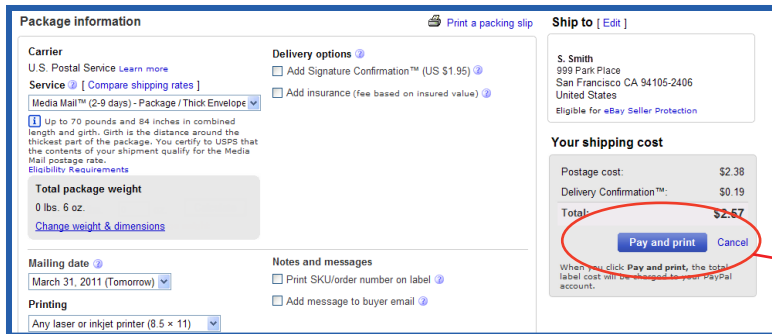 Package information
Print a packing slip
Carrier
U.S. Postal Service Learn more
Service [ Compare shipping rates ]
Media Mail™ (2-9 days) - Package / Thick Envelope
Up to 70 pounds and 84 inches in combined
length and girth. Girth is the distance around the
thickest part of the package. You certify to USPS that
the contents of your shipment qualify for the Media
Mail postage rate.
Eligibility Requirements
Total package weight
0 lbs. 6 oz.
Change weight & dimensions
Delivery options
Add Signature Confirmation™ (US $1.95)
Add insurance (fee based on insured value)
Mailing date
March 31, 2011 (Tomorrow)
Printing
Any laser or inkjet printer (8.5 × 11)
Notes and messages
Print SKU/order number on label
Add message to buyer email
Ship to [ Edit ]
S. Smith
999 Park Place
San Francisco CA 94105-2406
United States
Eligible for eBay Seller Protection
Your shipping cost
Postage cost: $2.38
Delivery Confirmation™: $0.19
Total: $2.57
Pay and print Cancel
When you click Pay and print, the total
label cost will be charged to your PayPal
account.